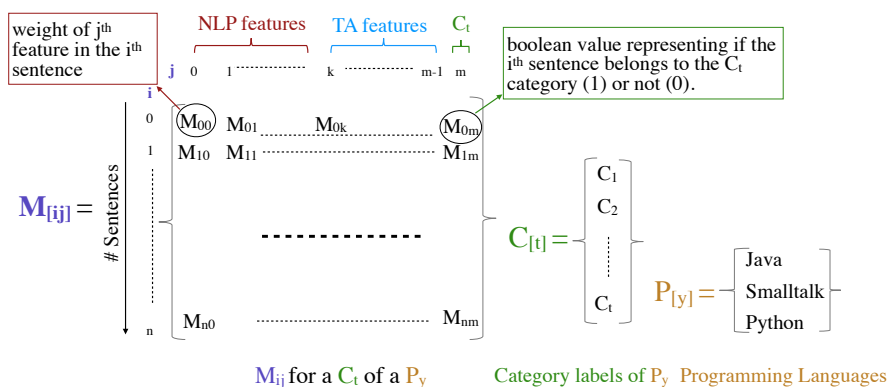 weight of jth
feature in the ith
sentence
NLP features
TA features
Ct
boolean value representing if the
ith sentence belongs to the Ct
category (1) or not (0).
j 0 1 k m-1 m
i
0 M00 M01 M0k M0m
1 M10 M11 M1m
M[ij] =
# Sentences
n Mn0 Mnm
C[t] =
C1
C2
Ct
P[y] =
Java
Smalltalk
Python
Mij for a Ct of a Py
Category labels of Py Programming Languages